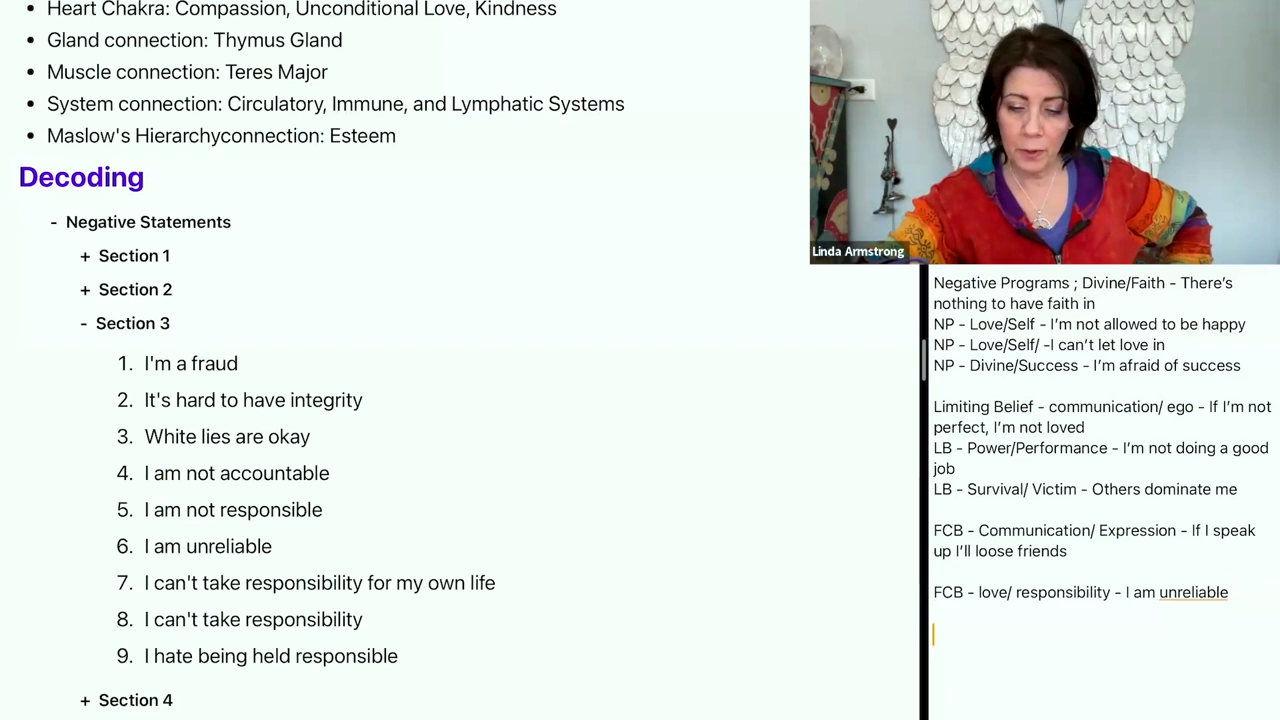 • Heart Chakra: Compassion, Unconditional Love, Kindness
• Gland connection: Thymus Gland
• Muscle connection: Teres Major
• System connection: Circulatory, Immune, and Lymphatic Systems
• Maslow's Hierarchyconnection: Esteem
Decoding
- Negative Statements
+ Section 1
+ Section 2
- Section 3
1. I'm a fraud
2. It's hard to have integrity
3. White lies are okay
4. I am not accountable
5. I am not responsible
6. I am unreliable
7. I can't take responsibility for my own life
8. I can't take responsibility
9. I hate being held responsible
+ Section 4
Linda Armstrong
Negative Programs ; Divine/Faith - There's
nothing to have faith in
NP - Love/Self - I'm not allowed to be happy
NP - Love/Self/ -I can't let love in
NP - Divine/Success - I'm afraid of success
Limiting Belief - communication/ ego - If I'm not
perfect, I'm not loved
LB - Power/Performance - I'm not doing a good
job
LB - Survival/ Victim - Others dominate me
FCB - Communication/ Expression - If I speak
up I'll loose friends
FCB - love/ responsibility - I am unreliable